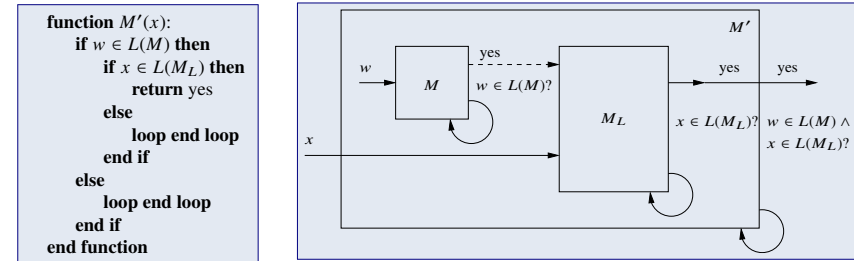 function M′(x):
if w ∈ L(M) then
if x ∈ L(M_L) then
return yes
else
loop end loop
end if
else
loop end loop
end if
end function
M′
yes
w
M
w ∈ L(M)?
M_L
yes
yes
x ∈ L(M_L)?
w ∈ L(M) ∧
x ∈ L(M_L)?
x